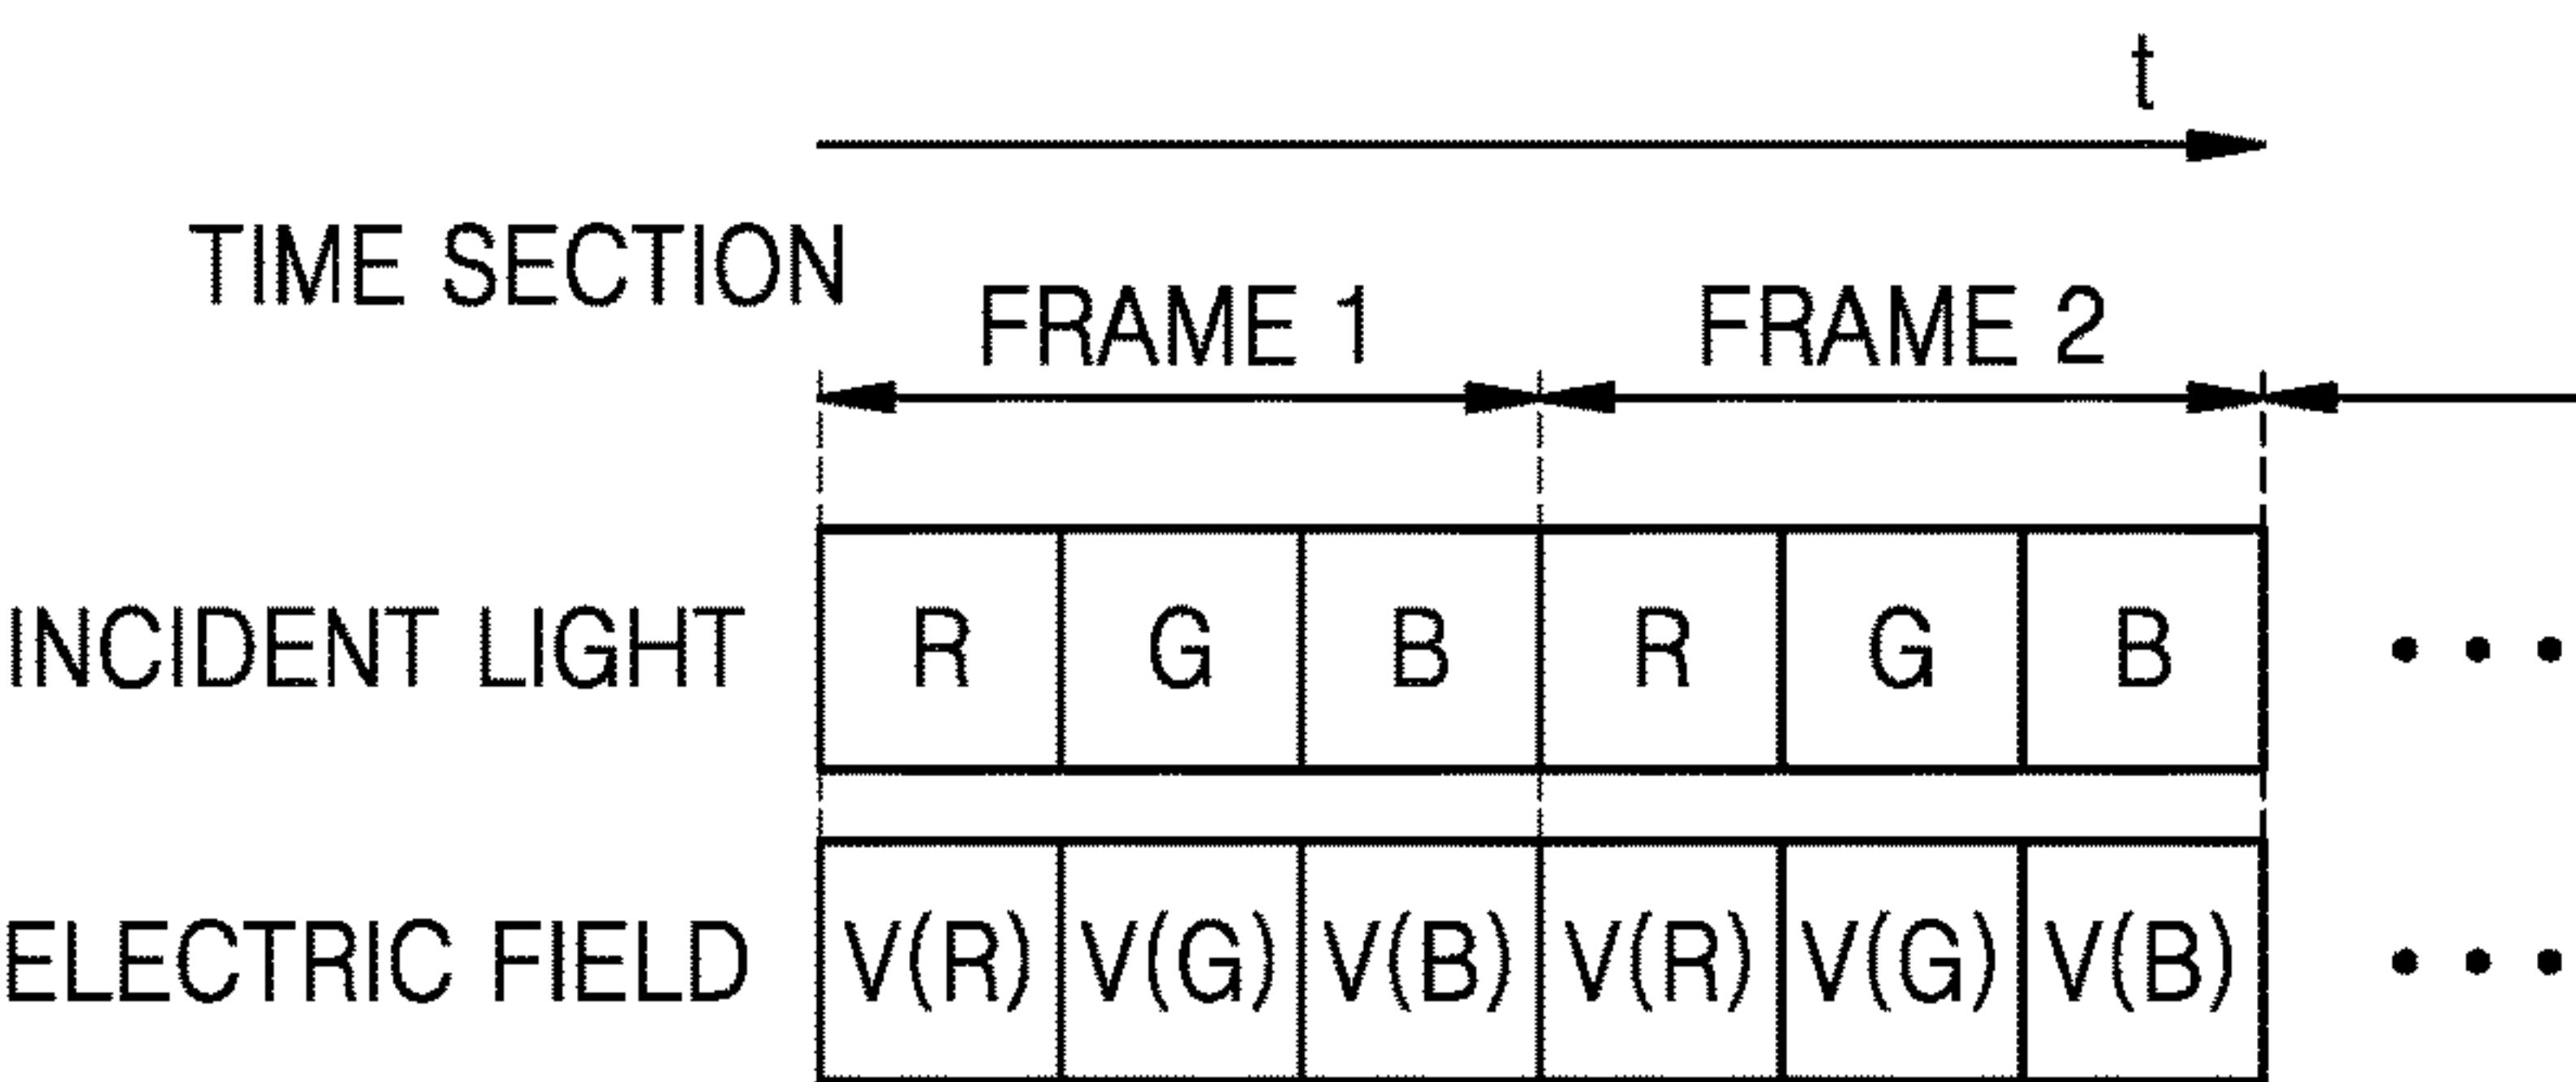 t
TIME SECTION
FRAME 1 FRAME 2
INCIDENT LIGHT R G B R G B •••
ELECTRIC FIELD V(R) V(G) V(B) V(R) V(G) V(B) •••